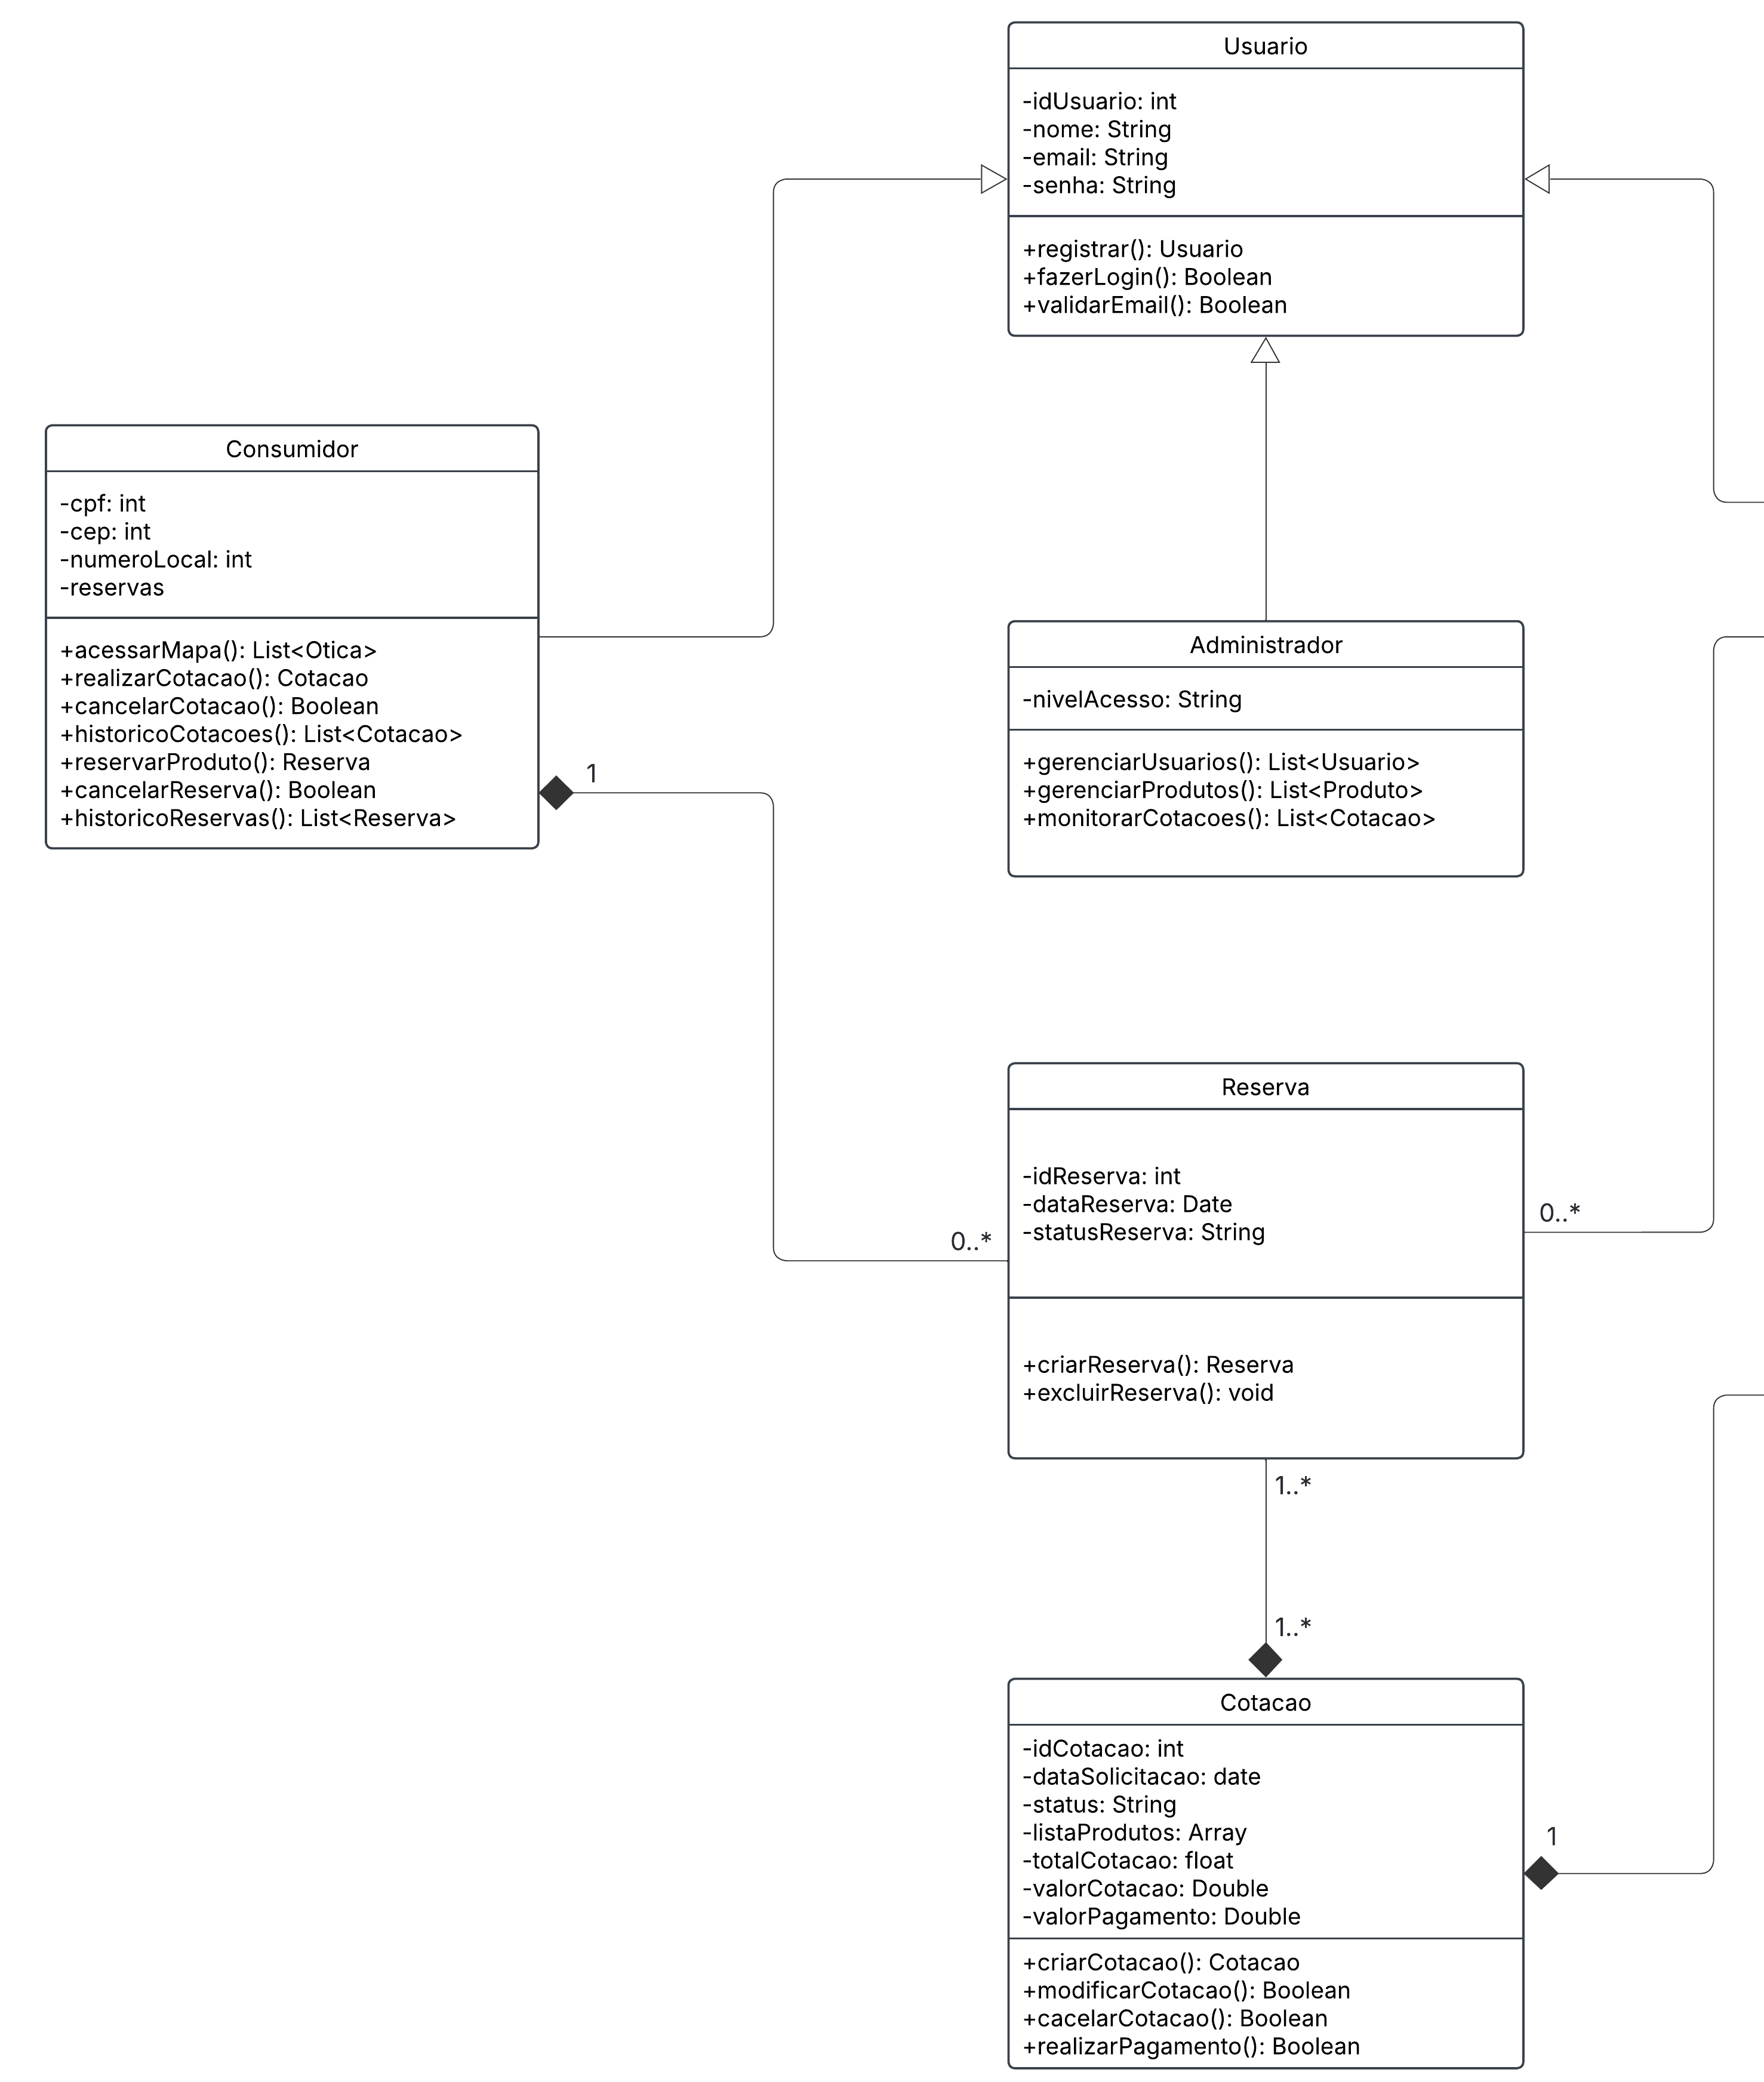 Usuario
-idUsuario: int
-nome: String
-email: String
-senha: String
+registrar(): Usuario
+fazerLogin(): Boolean
+validarEmail(): Boolean
Consumidor
-cpf: int
-cep: int
-numeroLocal: int
-reservas
+acessarMapa(): List<Otica>
+realizarCotacao(): Cotacao
+cancelarCotacao(): Boolean
+historicoCotacoes(): List<Cotacao>
+reservarProduto(): Reserva
+cancelarReserva(): Boolean
+historicoReservas(): List<Reserva>
1
Administrador
-nivelAcesso: String
+gerenciarUsuarios(): List<Usuario>
+gerenciarProdutos(): List<Produto>
+monitorarCotacoes(): List<Cotacao>
Reserva
-idReserva: int
-dataReserva: Date
-statusReserva: String
0..*
0..*
+criarReserva(): Reserva
+excluirReserva(): void
1..*
1..*
Cotacao
-idCotacao: int
-dataSolicitacao: date
-status: String
-listaProdutos: Array
-totalCotacao: float
-valorCotacao: Double
-valorPagamento: Double
1
+criarCotacao(): Cotacao
+modificarCotacao(): Boolean
+cacelarCotacao(): Boolean
+realizarPagamento(): Boolean